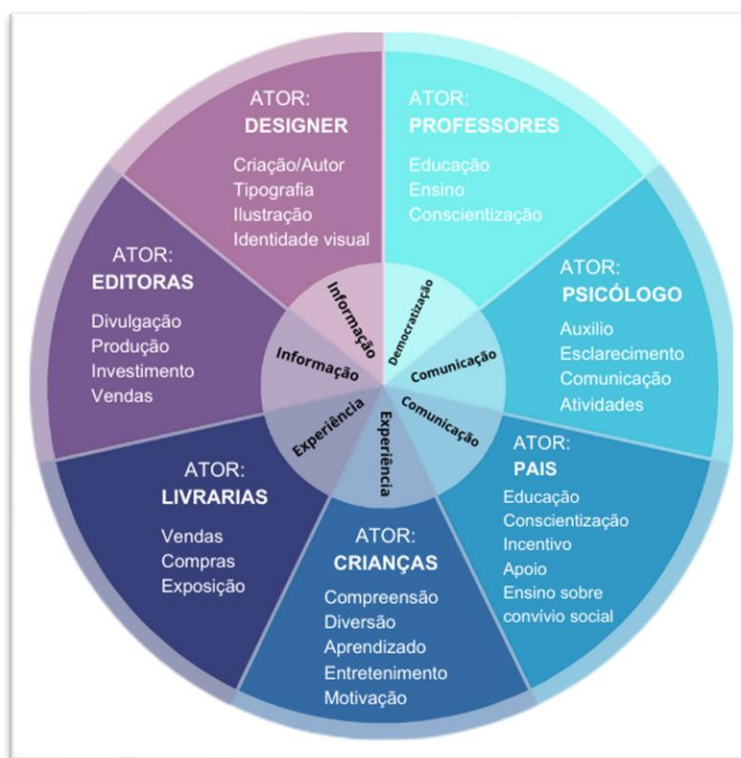 ATOR:
DESIGNER
Criação/Autor
Tipografia
Ilustração
Identidade visual
Informação
ATOR:
PROFESSORES
Educação
Ensino
Conscientização
Democratização
ATOR:
PSICÓLOGO
Auxilio
Esclarecimento
Comunicação
Atividades
Comunicação
ATOR:
PAIS
Educação
Conscientização
Incentivo
Apoio
Ensino sobre
convívio social
Comunicação
ATOR:
CRIANÇAS
Compreensão
Diversão
Aprendizado
Entretenimento
Motivação
Experiência
ATOR:
LIVRARIAS
Vendas
Compras
Exposição
Experiência
ATOR:
EDITORAS
Divulgação
Produção
Investimento
Vendas
Informação